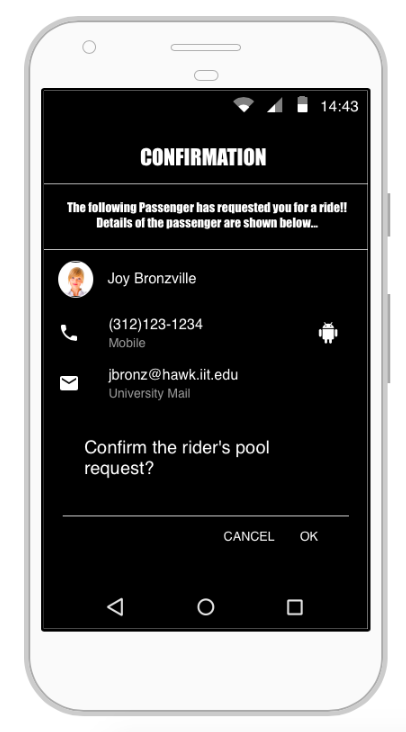 14:43
CONFIRMATION
The following Passenger has requested you for a ride!!
Details of the passenger are shown below...
Joy Bronzville
(312)123-1234
Mobile
jbronz@hawk.iit.edu
University Mail
Confirm the rider's pool
request?
CANCEL OK